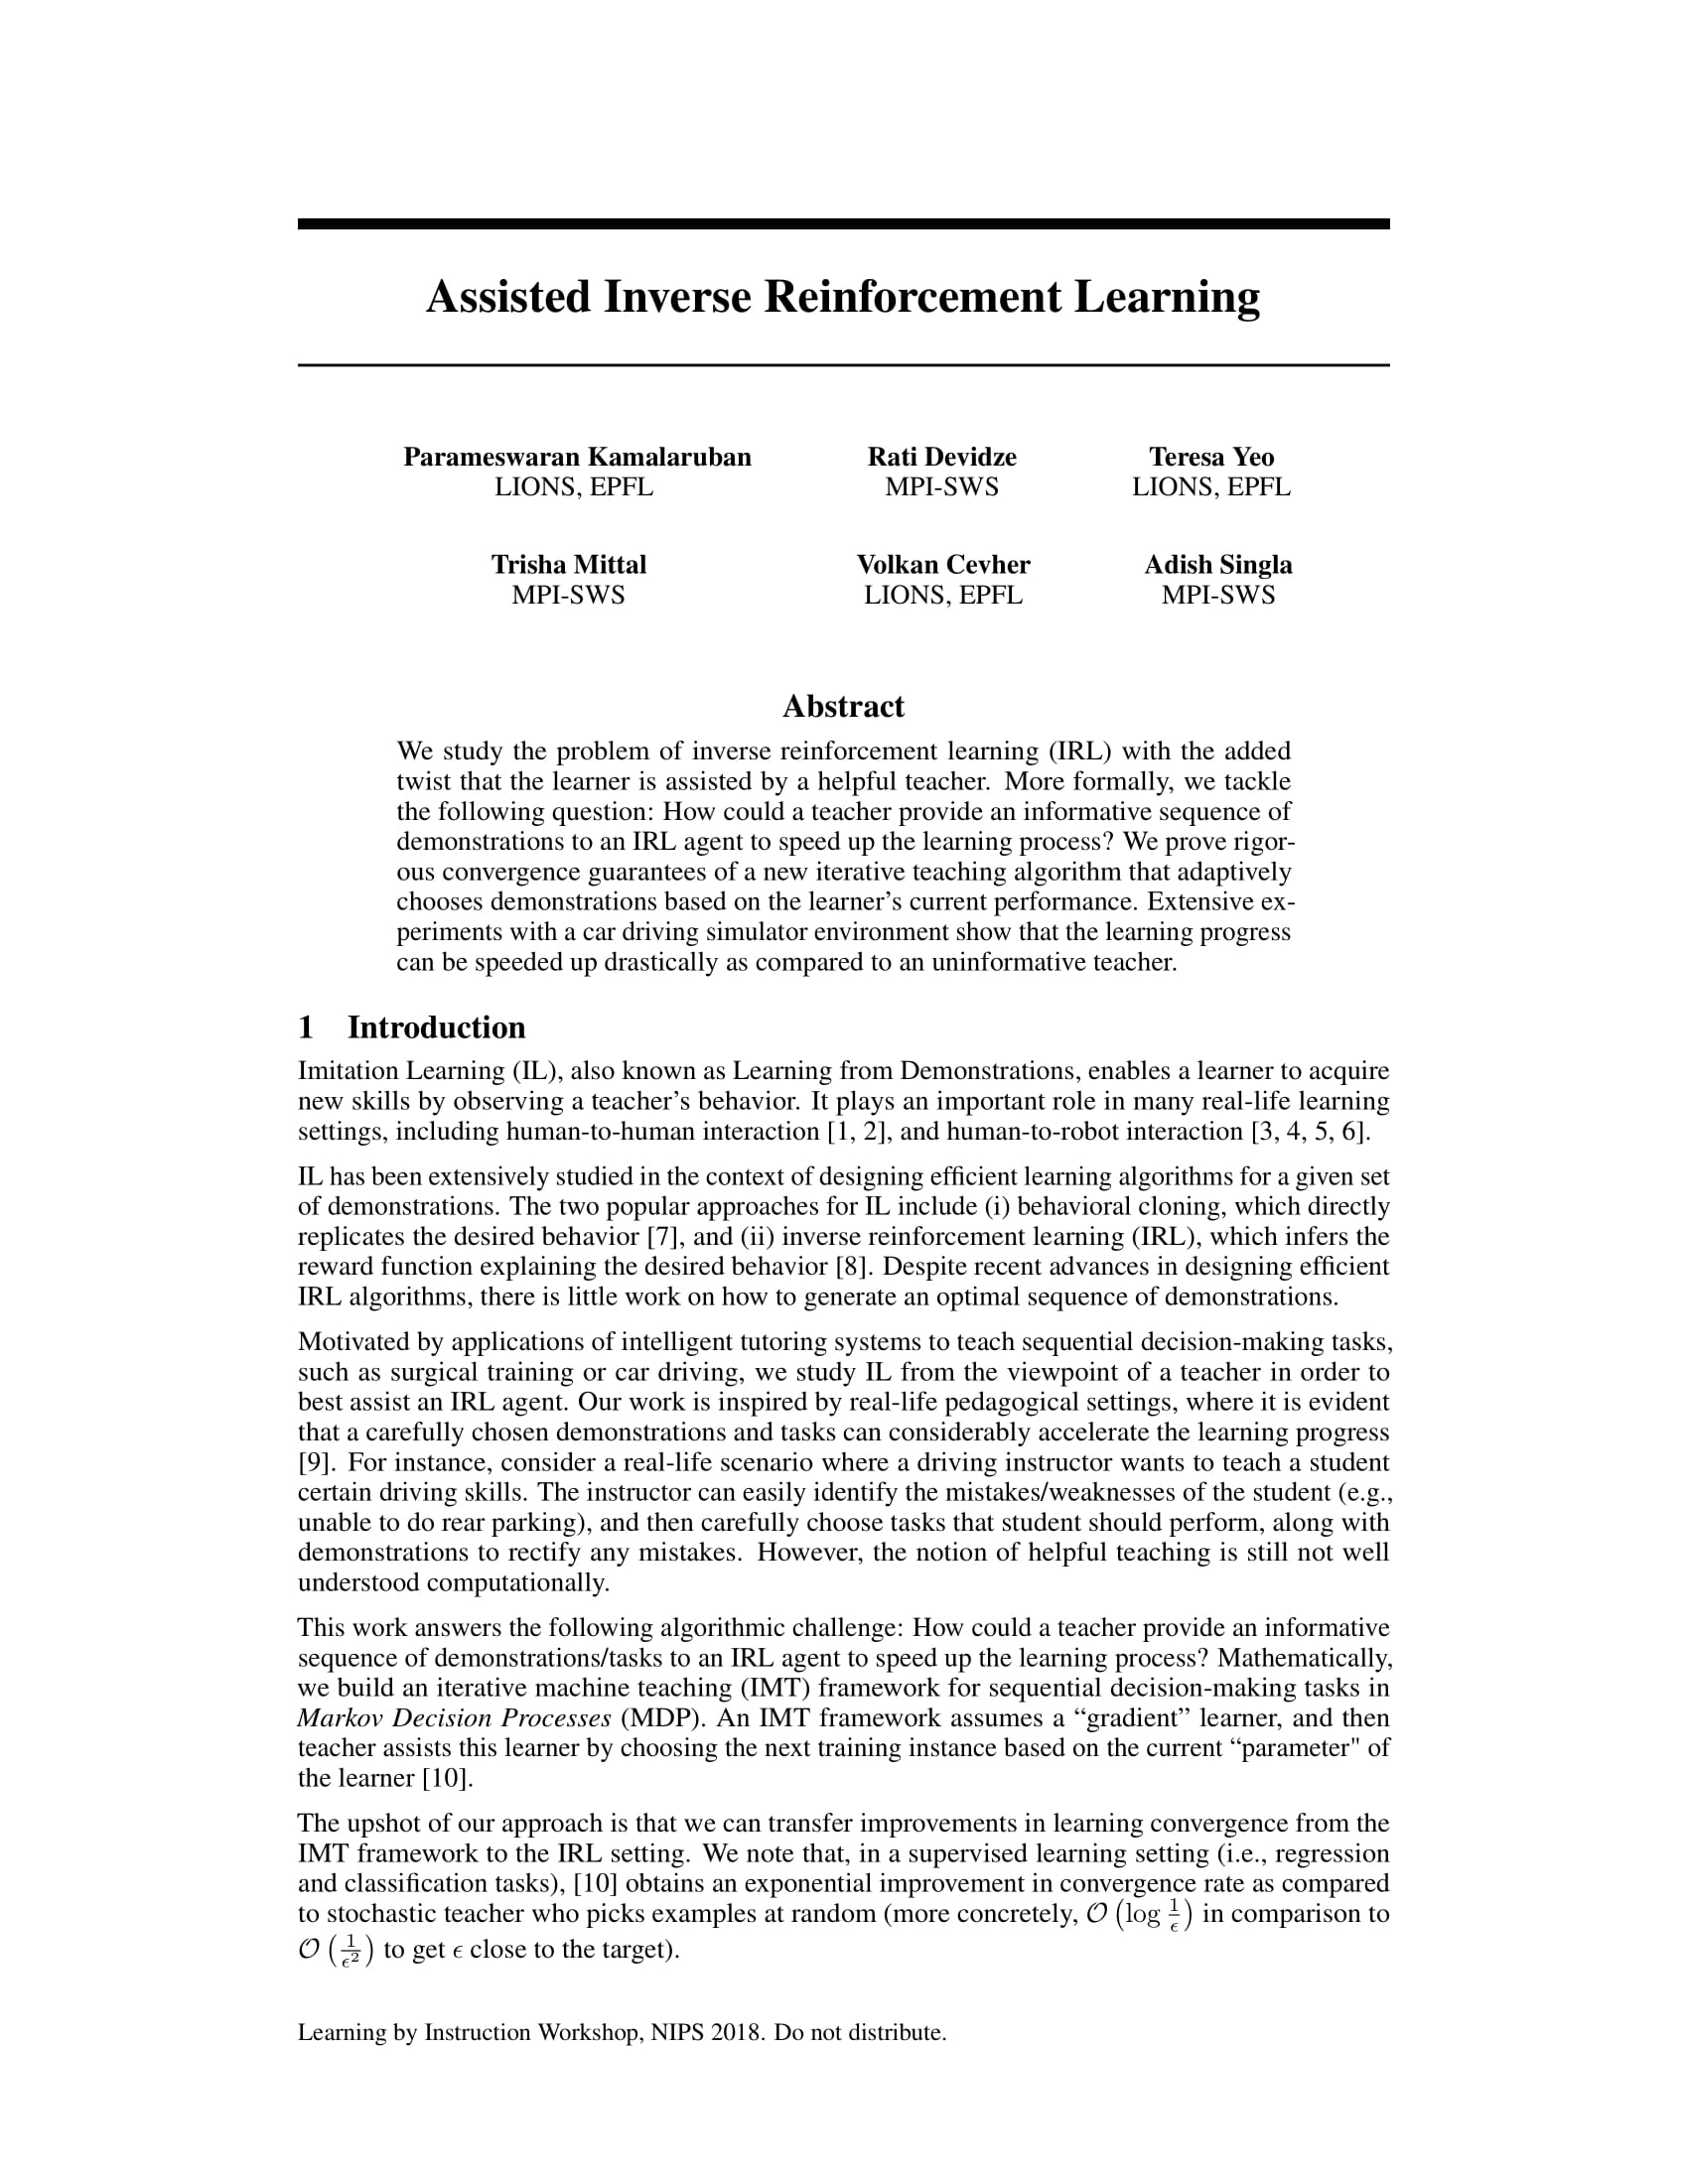 Assisted Inverse Reinforcement Learning
Parameswaran Kamalaruban
LIONS, EPFL
Rati Devidze
MPI-SWS
Teresa Yeo
LIONS, EPFL
Trisha Mittal
MPI-SWS
Volkan Cevher
LIONS, EPFL
Adish Singla
MPI-SWS
Abstract
We study the problem of inverse reinforcement learning (IRL) with the added
twist that the learner is assisted by a helpful teacher. More formally, we tackle
the following question: How could a teacher provide an informative sequence of
demonstrations to an IRL agent to speed up the learning process? We prove rigor-
ous convergence guarantees of a new iterative teaching algorithm that adaptively
chooses demonstrations based on the learner's current performance. Extensive ex-
periments with a car driving simulator environment show that the learning progress
can be speeded up drastically as compared to an uninformative teacher.
1 Introduction
Imitation Learning (IL), also known as Learning from Demonstrations, enables a learner to acquire
new skills by observing a teacher's behavior. It plays an important role in many real-life learning
settings, including human-to-human interaction [1, 2], and human-to-robot interaction [3, 4, 5, 6].
IL has been extensively studied in the context of designing efficient learning algorithms for a given set
of demonstrations. The two popular approaches for IL include (i) behavioral cloning, which directly
replicates the desired behavior [7], and (ii) inverse reinforcement learning (IRL), which infers the
reward function explaining the desired behavior [8]. Despite recent advances in designing efficient
IRL algorithms, there is little work on how to generate an optimal sequence of demonstrations.
Motivated by applications of intelligent tutoring systems to teach sequential decision-making tasks,
such as surgical training or car driving, we study IL from the viewpoint of a teacher in order to
best assist an IRL agent. Our work is inspired by real-life pedagogical settings, where it is evident
that a carefully chosen demonstrations and tasks can considerably accelerate the learning progress
[9]. For instance, consider a real-life scenario where a driving instructor wants to teach a student
certain driving skills. The instructor can easily identify the mistakes/weaknesses of the student (e.g.,
unable to do rear parking), and then carefully choose tasks that student should perform, along with
demonstrations to rectify any mistakes. However, the notion of helpful teaching is still not well
understood computationally.
This work answers the following algorithmic challenge: How could a teacher provide an informative
sequence of demonstrations/tasks to an IRL agent to speed up the learning process? Mathematically,
we build an iterative machine teaching (IMT) framework for sequential decision-making tasks in
Markov Decision Processes (MDP). An IMT framework assumes a “gradient” learner, and then
teacher assists this learner by choosing the next training instance based on the current “parameter" of
the learner [10].
The upshot of our approach is that we can transfer improvements in learning convergence from the
IMT framework to the IRL setting. We note that, in a supervised learning setting (i.e., regression
and classification tasks), [10] obtains an exponential improvement in convergence rate as compared
to stochastic teacher who picks examples at random (more concretely, 𝒪 (log 1/ϵ) in comparison to
𝒪 (1/ϵ²) to get ϵ close to the target).
Learning by Instruction Workshop, NIPS 2018. Do not distribute.